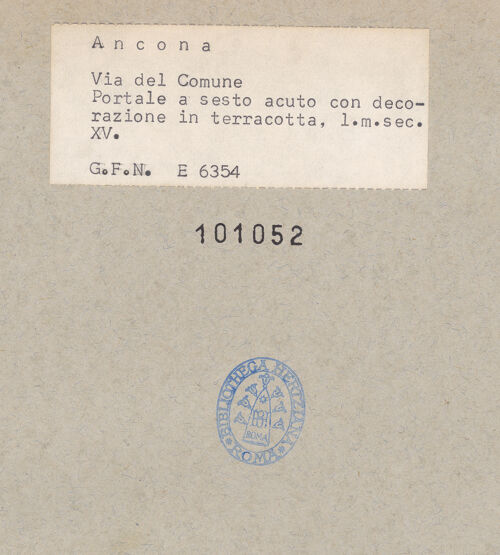 Ancona
Via del Comune
Portale a sesto acuto con deco-
razione in terracotta, l.m.sec.
XV.
G.F.N. E 6354
101052
BIBLIOTHECA HERTZIANA
ROMA
ROMA